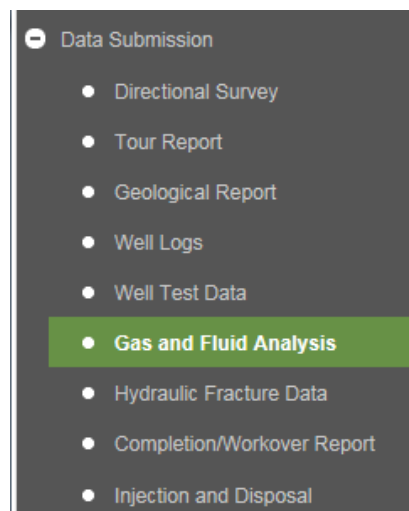 Data Submission
Directional Survey
Tour Report
Geological Report
Well Logs
Well Test Data
Gas and Fluid Analysis
Hydraulic Fracture Data
Completion/Workover Report
Injection and Disposal